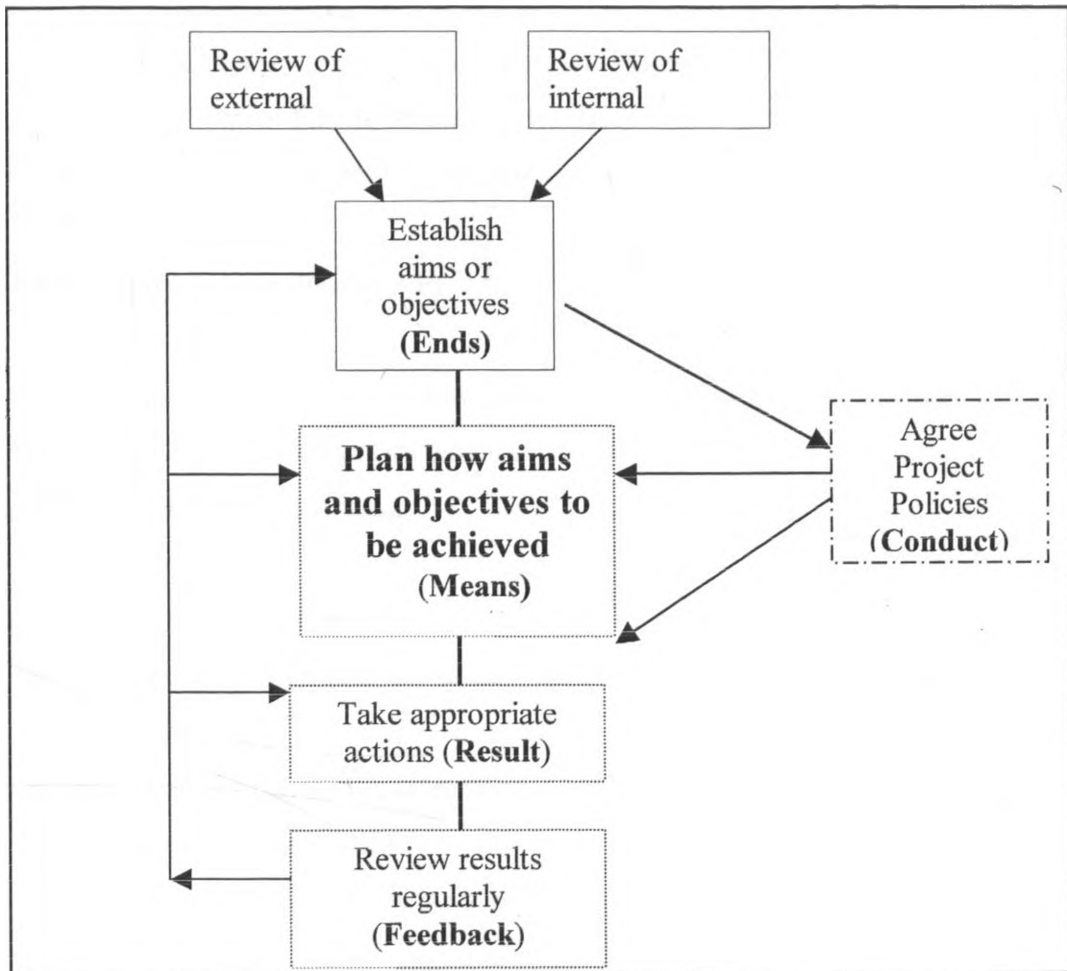 Review of
external
Review of
internal
Establish
aims or
objectives
(Ends)
Plan how aims
and objectives to
be achieved
(Means)
Agree
Project
Policies
(Conduct)
Take appropriate
actions (Result)
Review results
regularly
(Feedback)